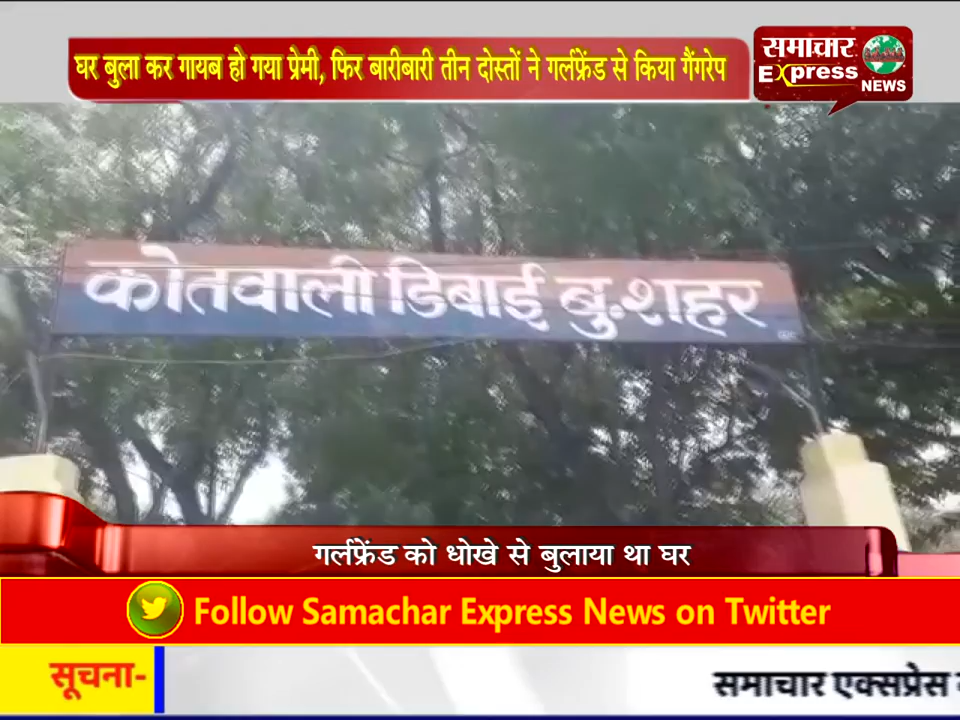 घर बुला कर गायब हो गया प्रेमी, फिर बारीबारी तीन दोस्तों ने गर्लफ्रेंड से किया गैंगरेप
समाचार
Express
NEWS
कोतवाली डिबाई बु.शहर
गर्लफ्रेंड को धोखे से बुलाया था घर
Follow Samachar Express News on Twitter
सूचना-
समाचार एक्सप्रेस